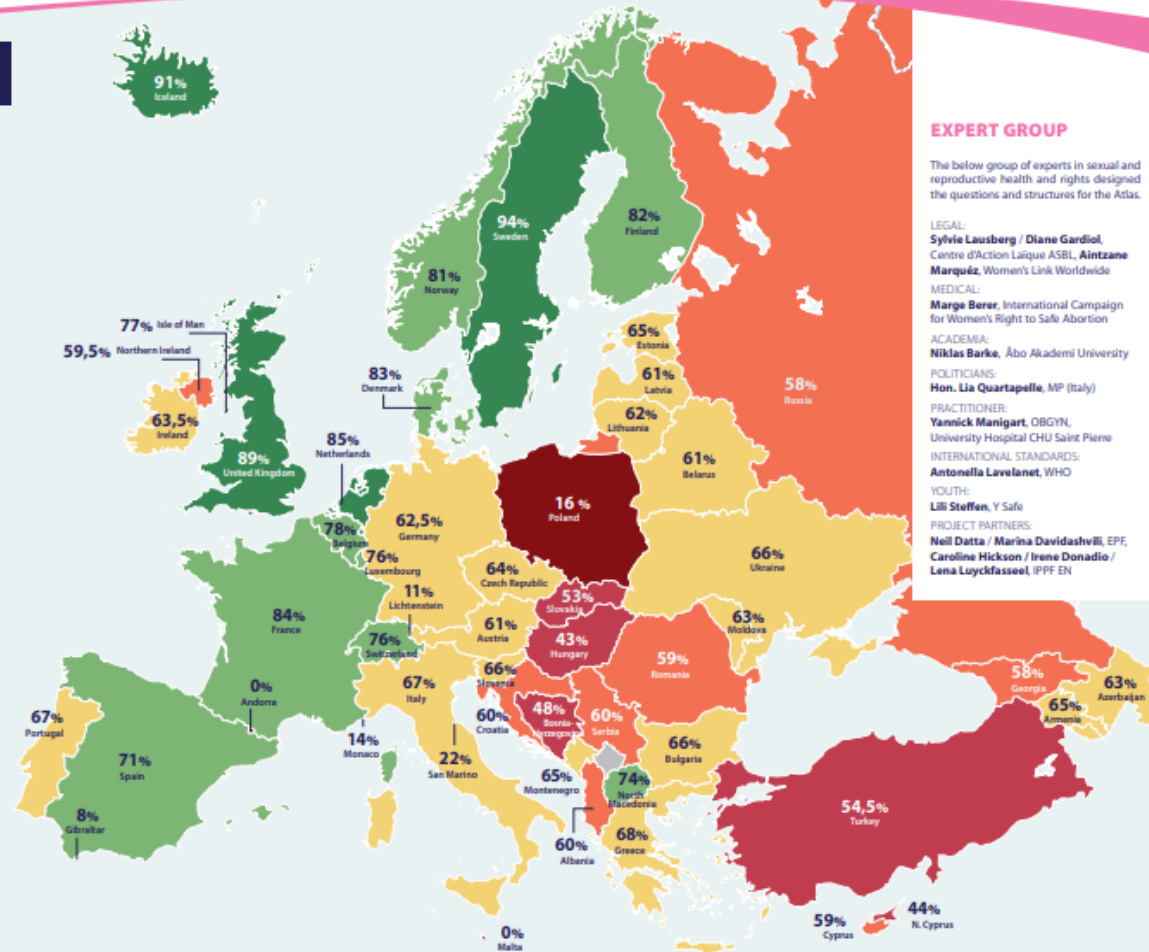 91%
Iceland
94%
Sweden
82%
Finland
81%
Norway
77% Isle of Man
59,5% Northern Ireland
65%
Estonia
61%
Latvia
83%
Denmark
62%
Lithuania
58%
Russia
63,5%
Ireland
85%
Netherlands
89%
United Kingdom
61%
Belarus
16 %
Poland
62,5%
Germany
78%
Belgium
76%
Luxembourg
66%
Ukraine
64%
Czech Republic
11%
Lichtenstein
53%
Slovakia
84%
France
61%
Austria
63%
Moldova
76%
Switzerland
43%
Hungary
59%
Romania
66%
Slovenia
67%
Italy
0%
Andorra
58%
Georgia
63%
Azerbaijan
65%
Armenia
67%
Portugal
60%
Croatia
48%
Bosnia-
Herzegovina
60%
Serbia
14%
Monaco
66%
Bulgaria
71%
Spain
22%
San Marino
65%
Montenegro
74%
North
Macedonia
8%
Gibraltar
54,5%
Turkey
60%
Albania
68%
Greece
44%
N. Cyprus
59%
Cyprus
0%
Malta
EXPERT GROUP
The below group of experts in sexual and
reproductive health and rights designed
the questions and structures for the Atlas.
LEGAL:
Sylvie Lausberg / Diane Gardiol,
Centre d'Action Laïque ASBL, Aintzane
Marquéz, Women's Link Worldwide
MEDICAL:
Marge Berer, International Campaign
for Women's Right to Safe Abortion
ACADEMIA:
Niklas Barke, Åbo Akademi University
POLITICIANS:
Hon. Lia Quartapelle, MP (Italy)
PRACTITIONER:
Yannick Manigart, OBGYN,
University Hospital CHU Saint Pierre
INTERNATIONAL STANDARDS:
Antonella Lavelanet, WHO
YOUTH:
Lili Steffen, Y Safe
PROJECT PARTNERS:
Neil Datta / Marina Davidashvili, EPF,
Caroline Hickson / Irene Donadio /
Lena Luyckfasseel, IPPF EN